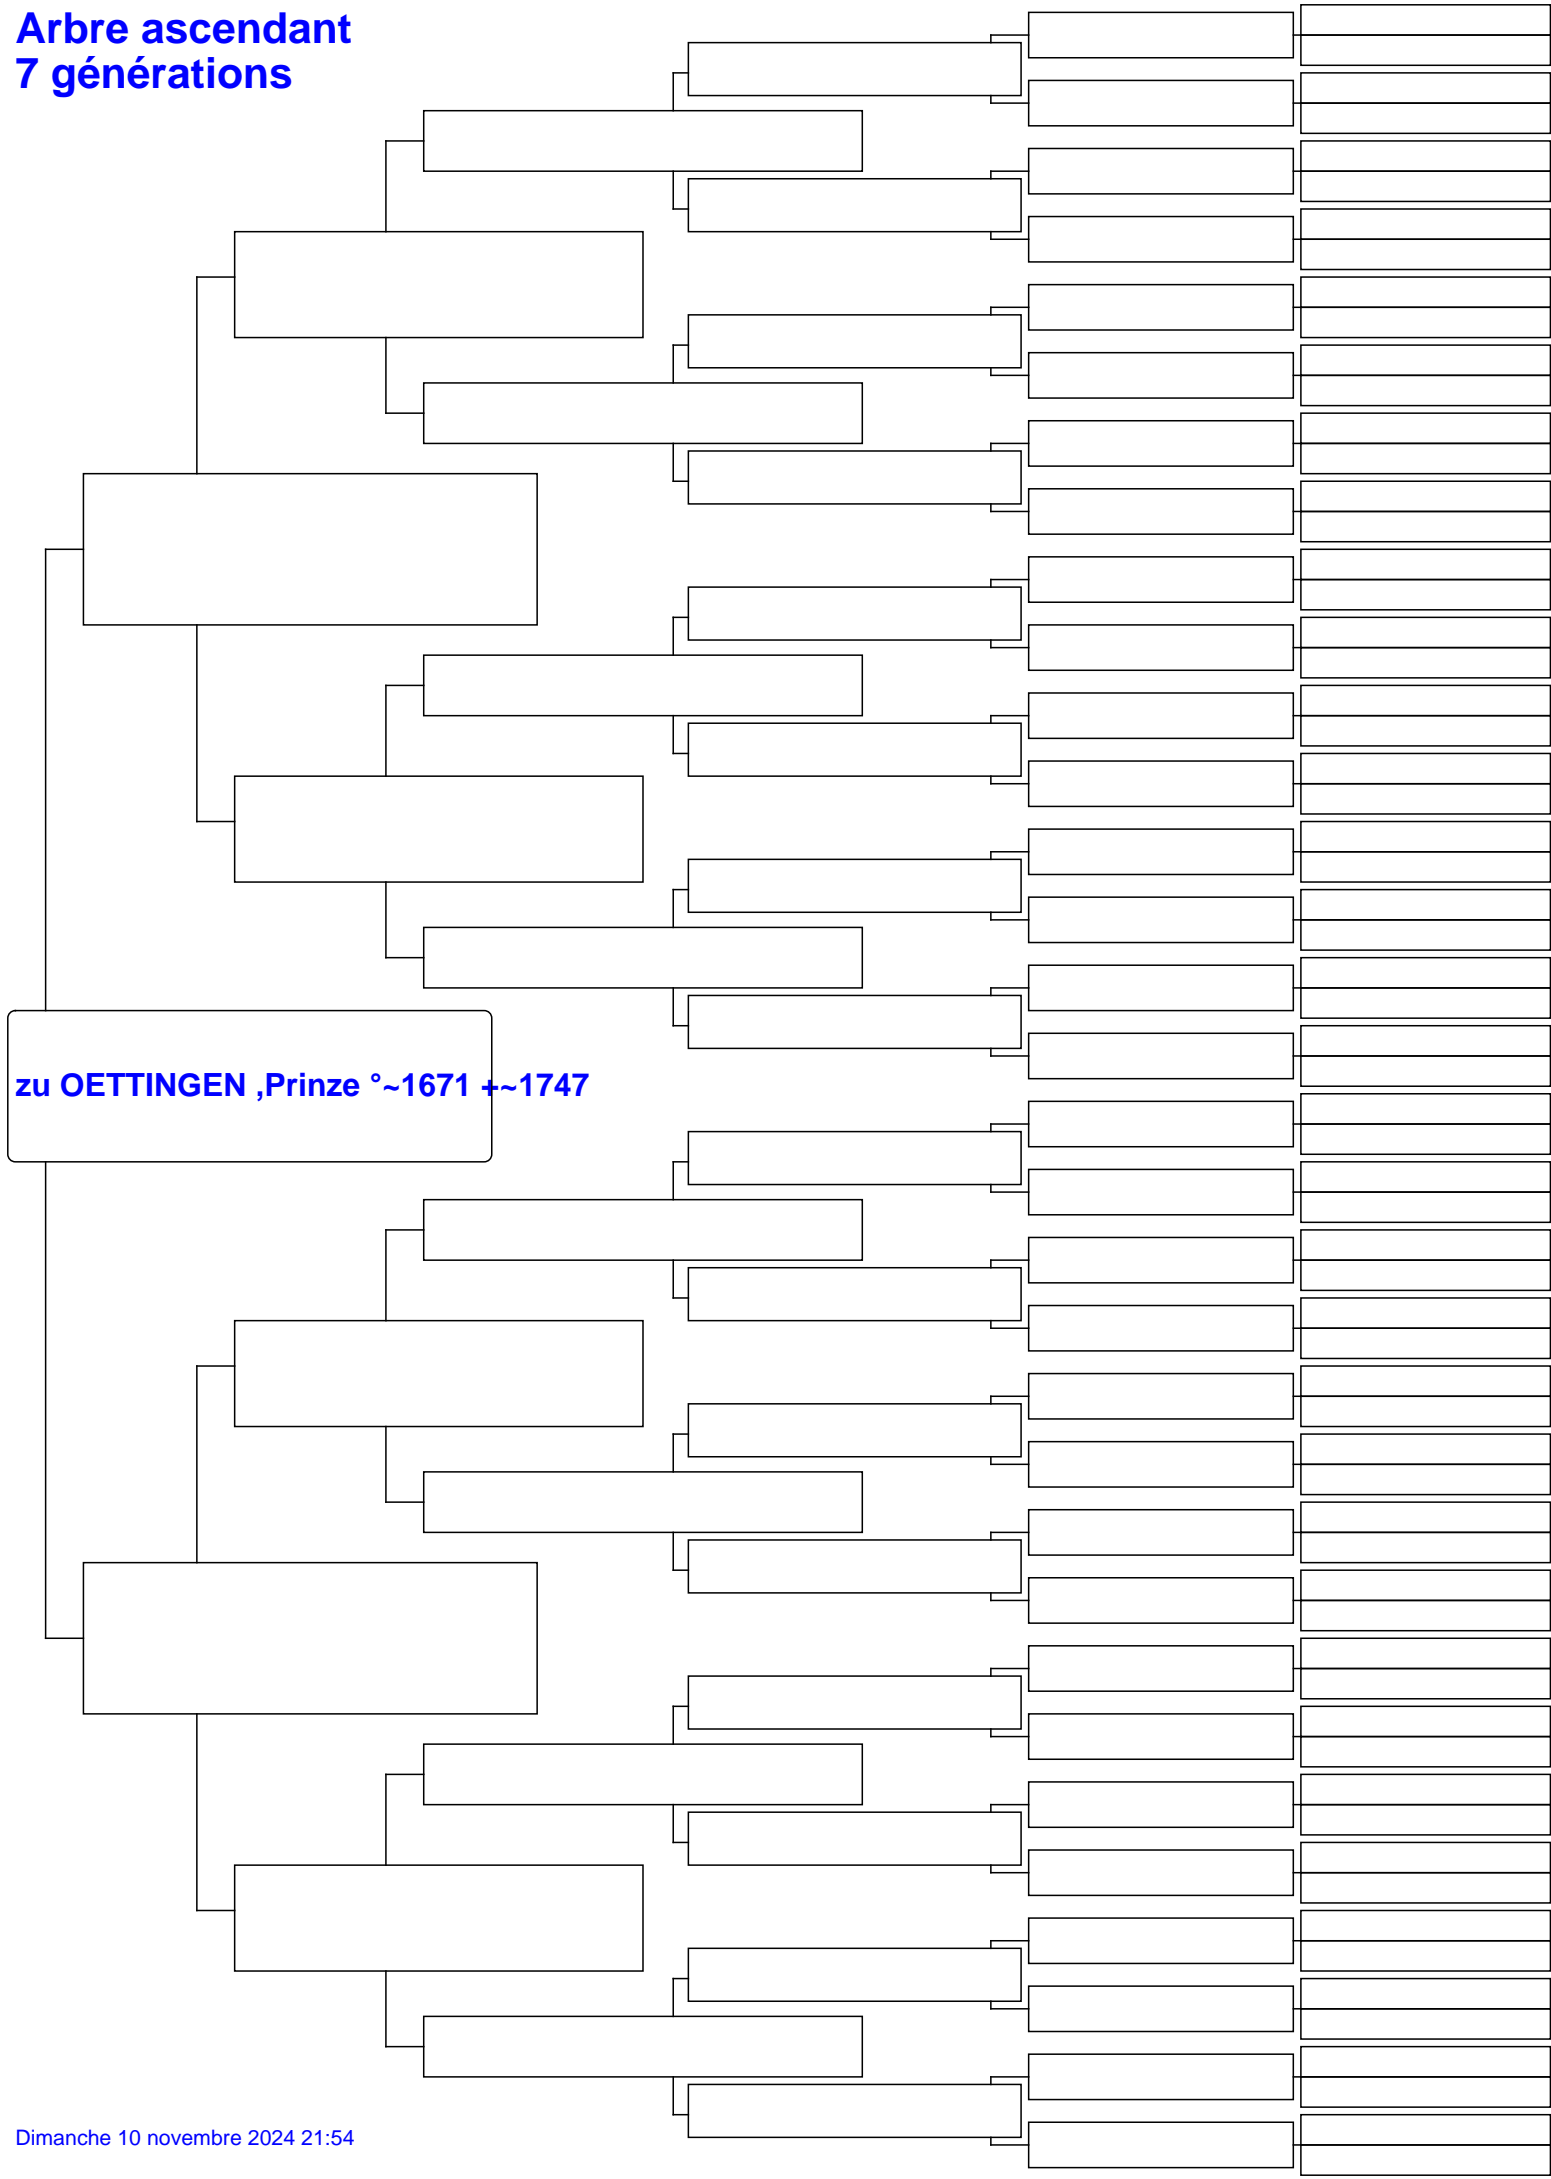 Arbre ascendant
7 générations
zu OETTINGEN ,Prinze °~1671 +~1747
Dimanche 10 novembre 2024 21:54